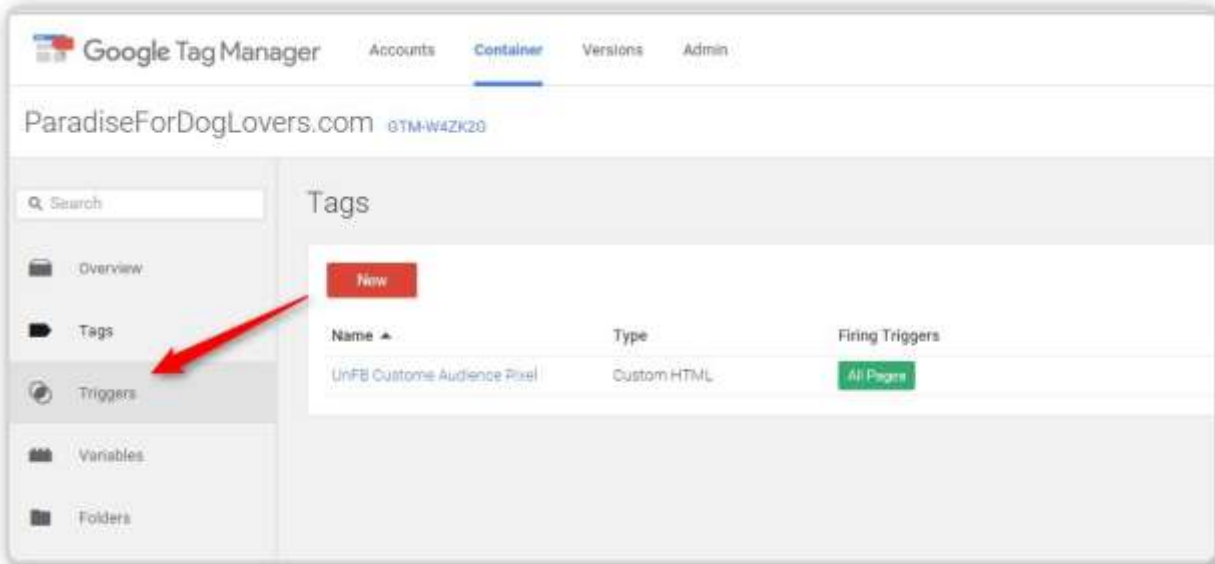 Google Tag Manager Accounts Container Versions Admin
ParadiseForDogLovers.com GTM-W4ZK2G
Search
Tags
Overview
New
Tags
Name Type Firing Triggers
UnFB Custome Audience Pixel Custom HTML All Pages
Triggers
Variables
Folders